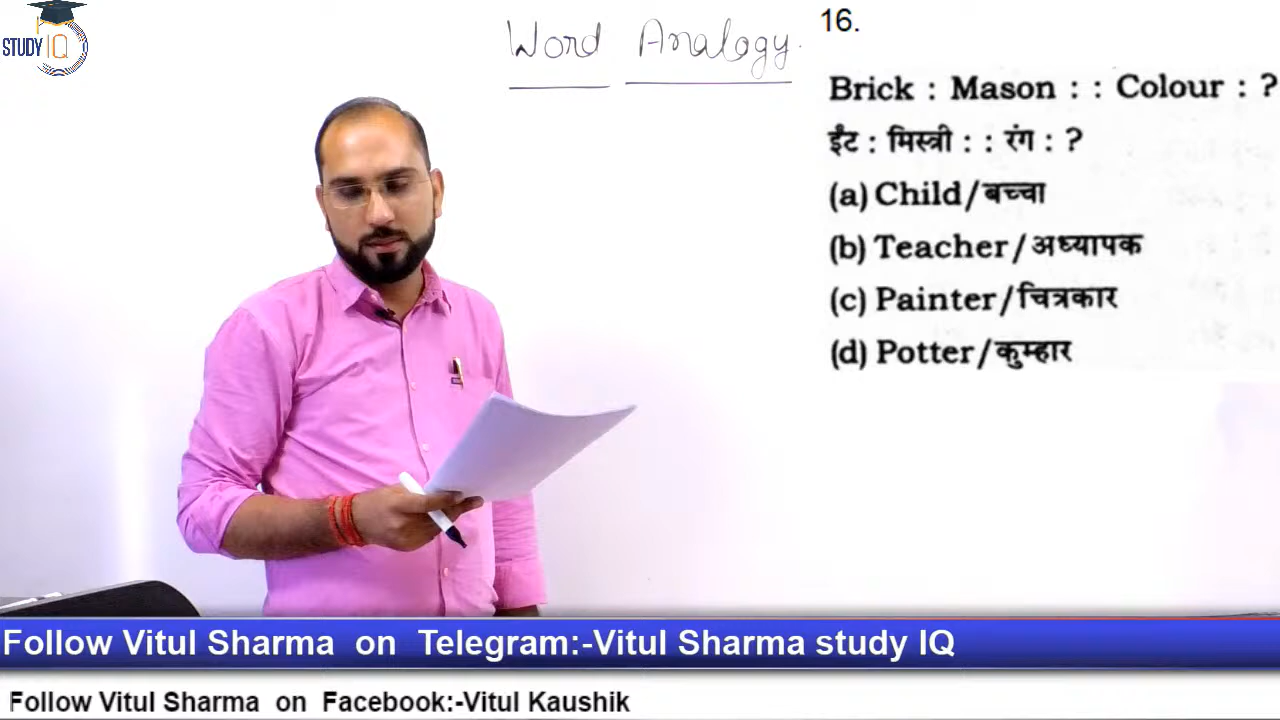 STUDY IQ
Word Analogy.
16.
Brick : Mason : : Colour : ?
ईंट : मिस्त्री : : रंग : ?
(a) Child/बच्चा
(b) Teacher/अध्यापक
(c) Painter/चित्रकार
(d) Potter/कुम्हार
Follow Vitul Sharma on Telegram:-Vitul Sharma study IQ
Follow Vitul Sharma on Facebook:-Vitul Kaushik